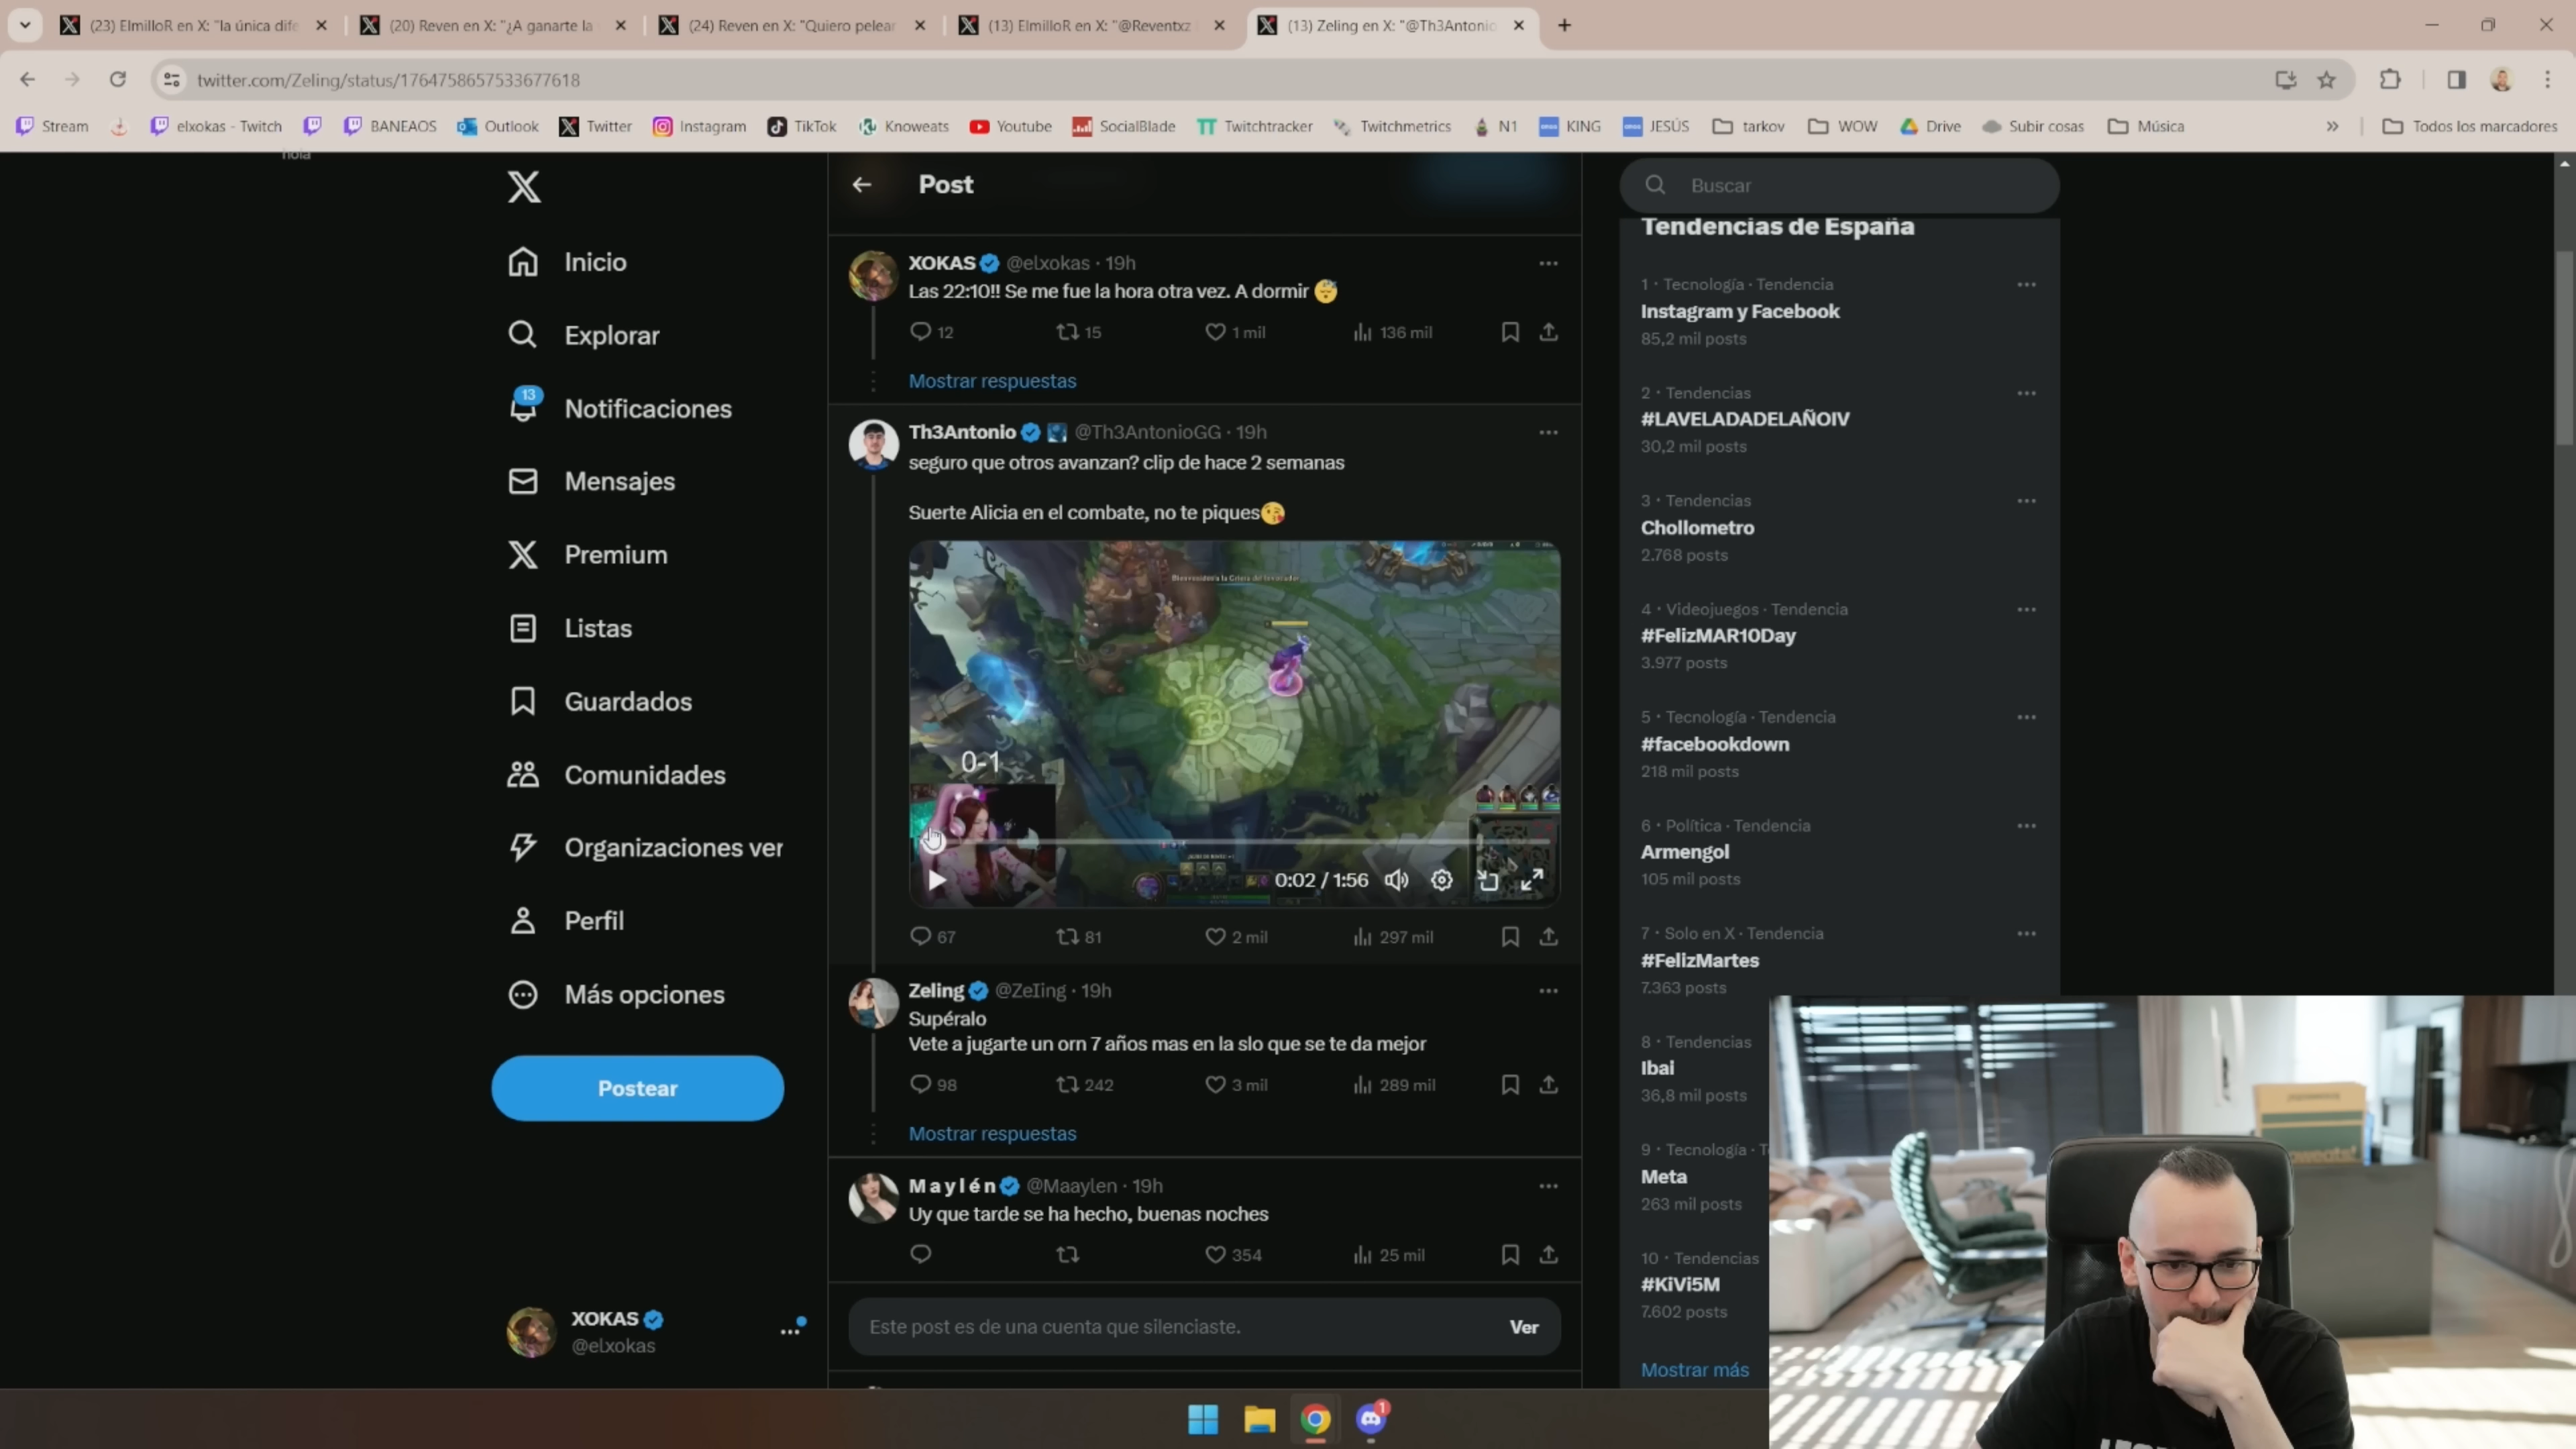 (23) ElmilloR en X: "la única dife
(20) Reven en X: "¿A ganarte la
(24) Reven en X: "Quiero pelear
(13) ElmilloR en X: "@Reventxz
(13) Zeling en X: "@Th3Antonio
twitter.com/Zeling/status/1764758657533677618
Stream
elxokas - Twitch
BANEAOS
Outlook
Twitter
Instagram
TikTok
Knoweats
Youtube
SocialBlade
Twitchtracker
Twitchmetrics
N1
KING
JESÚS
tarkov
WOW
Drive
Subir cosas
Música
Todos los marcadores
hola
Inicio
Explorar
13
Notificaciones
Mensajes
Premium
Listas
Guardados
Comunidades
Organizaciones ver
Perfil
Más opciones
Postear
XOKAS
@elxokas
Post
XOKAS @elxokas · 19h
Las 22:10!! Se me fue la hora otra vez. A dormir 😴
12 15 1 mil 136 mil
Mostrar respuestas
Th3Antonio @Th3AntonioGG · 19h
seguro que otros avanzan? clip de hace 2 semanas
Suerte Alicia en el combate, no te piques😘
Bienvenidos a la Grieta del Invocador
0-1
0:02 / 1:56
67 81 2 mil 297 mil
Zeling @ZeIing · 19h
Supéralo
Vete a jugarte un orn 7 años mas en la slo que se te da mejor
98 242 3 mil 289 mil
Mostrar respuestas
Maylén @Maaylen · 19h
Uy que tarde se ha hecho, buenas noches
354 25 mil
Este post es de una cuenta que silenciaste.
Ver
Buscar
Tendencias de España
1 · Tecnología · Tendencia
Instagram y Facebook
85,2 mil posts
2 · Tendencias
#LAVELADADELAÑOIV
30,2 mil posts
3 · Tendencias
Chollometro
2.768 posts
4 · Videojuegos · Tendencia
#FelizMAR10Day
3.977 posts
5 · Tecnología · Tendencia
#facebookdown
218 mil posts
6 · Política · Tendencia
Armengol
105 mil posts
7 · Solo en X · Tendencia
#FelizMartes
7.363 posts
8 · Tendencias
Ibai
36,8 mil posts
9 · Tecnología · T
Meta
263 mil posts
10 · Tendencias
#KiVi5M
7.602 posts
Mostrar más
1